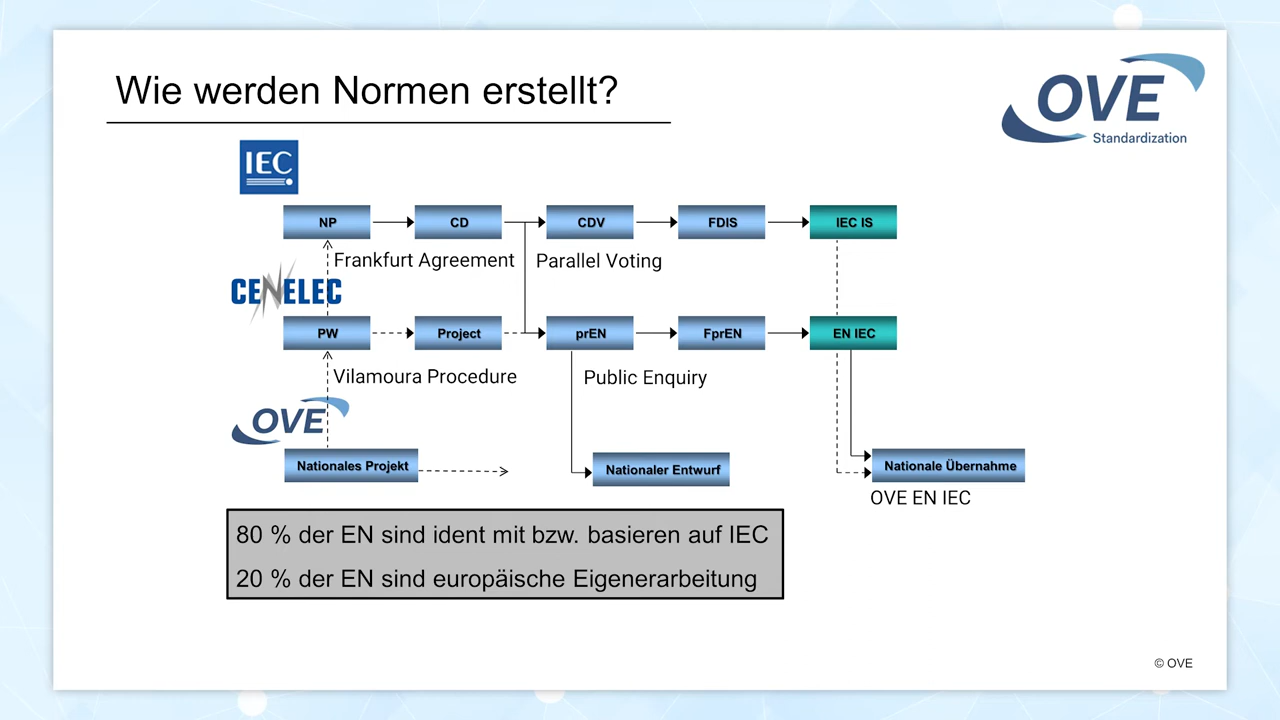 Wie werden Normen erstellt?
OVE
Standardization
IEC
NP
CD
CDV
FDIS
IEC IS
Frankfurt Agreement
Parallel Voting
CENELEC
PW
Project
prEN
FprEN
EN IEC
Vilamoura Procedure
Public Enquiry
OVE
Nationales Projekt
Nationaler Entwurf
Nationale Übernahme
OVE EN IEC
80 % der EN sind ident mit bzw. basieren auf IEC
20 % der EN sind europäische Eigenerarbeitung
© OVE